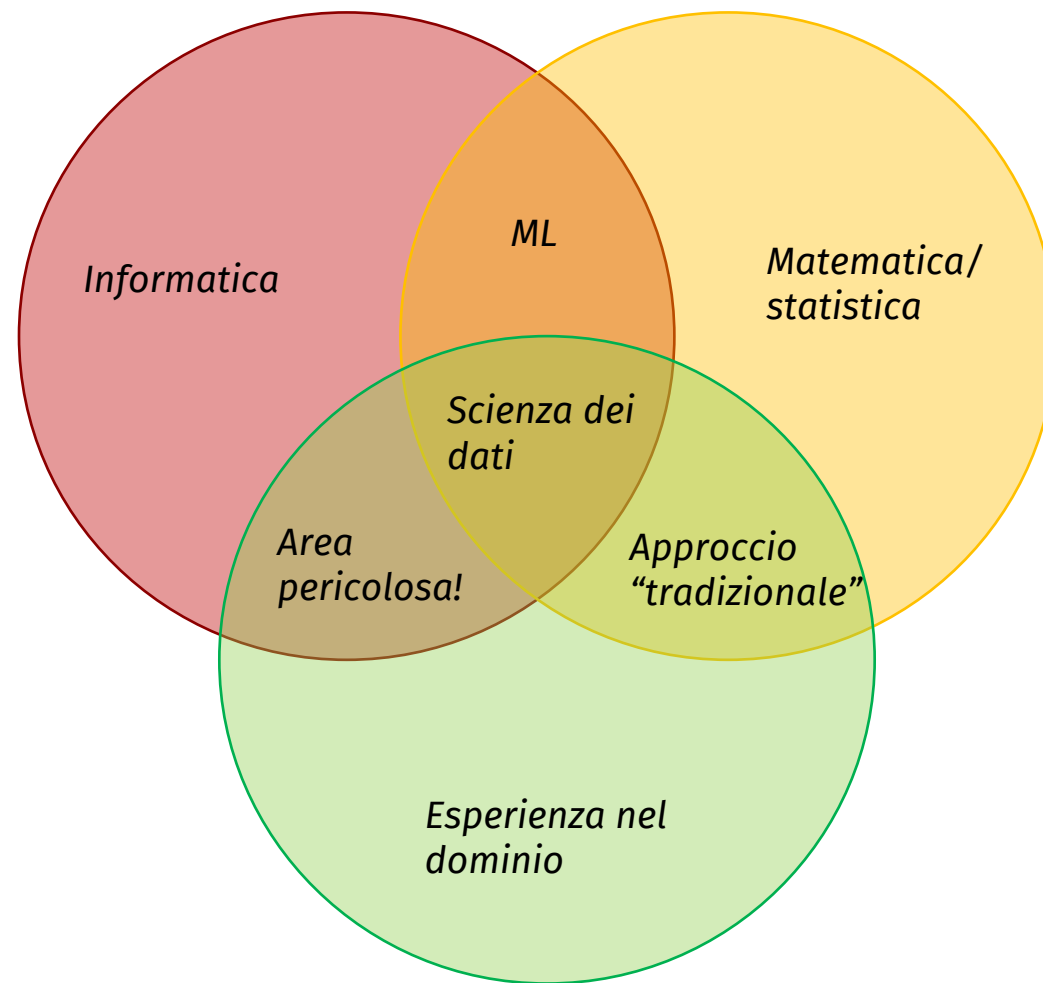 ML
Informatica
Matematica/
statistica
Scienza dei
dati
Area
pericolosa!
Approccio
“tradizionale”
Esperienza nel
dominio